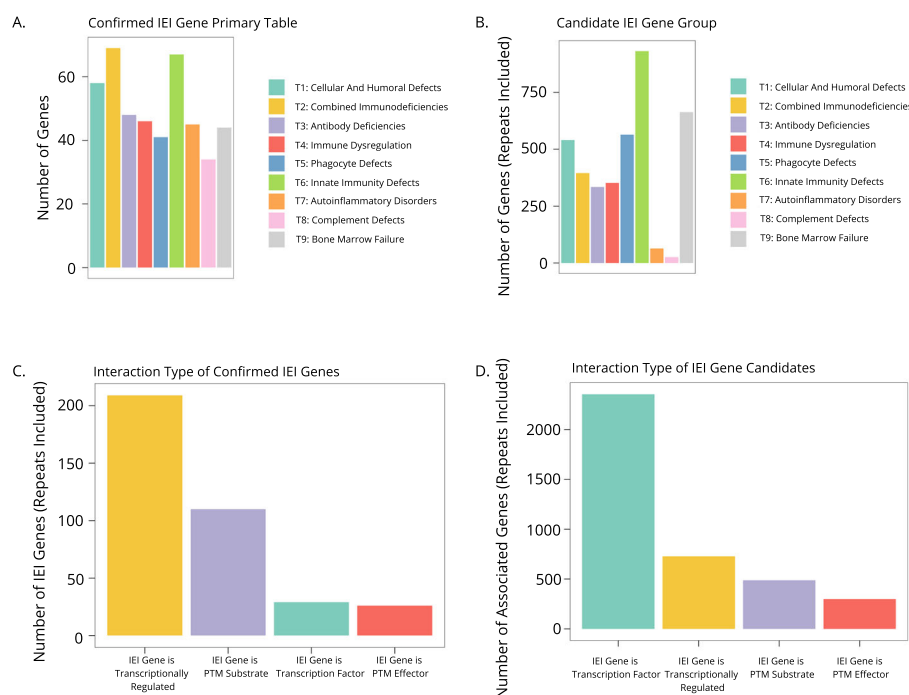 A.
Confirmed IEI Gene Primary Table
Number of Genes
60
40
20
0
T1: Cellular And Humoral Defects
T2: Combined Immunodeficiencies
T3: Antibody Deficiencies
T4: Immune Dysregulation
T5: Phagocyte Defects
T6: Innate Immunity Defects
T7: Autoinflammatory Disorders
T8: Complement Defects
T9: Bone Marrow Failure
B.
Candidate IEI Gene Group
Number of Genes (Repeats Included)
750
500
250
0
T1: Cellular And Humoral Defects
T2: Combined Immunodeficiencies
T3: Antibody Deficiencies
T4: Immune Dysregulation
T5: Phagocyte Defects
T6: Innate Immunity Defects
T7: Autoinflammatory Disorders
T8: Complement Defects
T9: Bone Marrow Failure
C.
Interaction Type of Confirmed IEI Genes
Number of IEI Genes (Repeats Included)
200
150
100
50
0
IEI Gene is
Transcriptionally
Regulated
IEI Gene is
PTM Substrate
IEI Gene is
Transcription Factor
IEI Gene is
PTM Effector
D.
Interaction Type of IEI Gene Candidates
Number of Associated Genes (Repeats Included)
2000
1500
1000
500
0
IEI Gene is
Transcription Factor
IEI Gene is
Transcriptionally
Regulated
IEI Gene is
PTM Substrate
IEI Gene is
PTM Effector